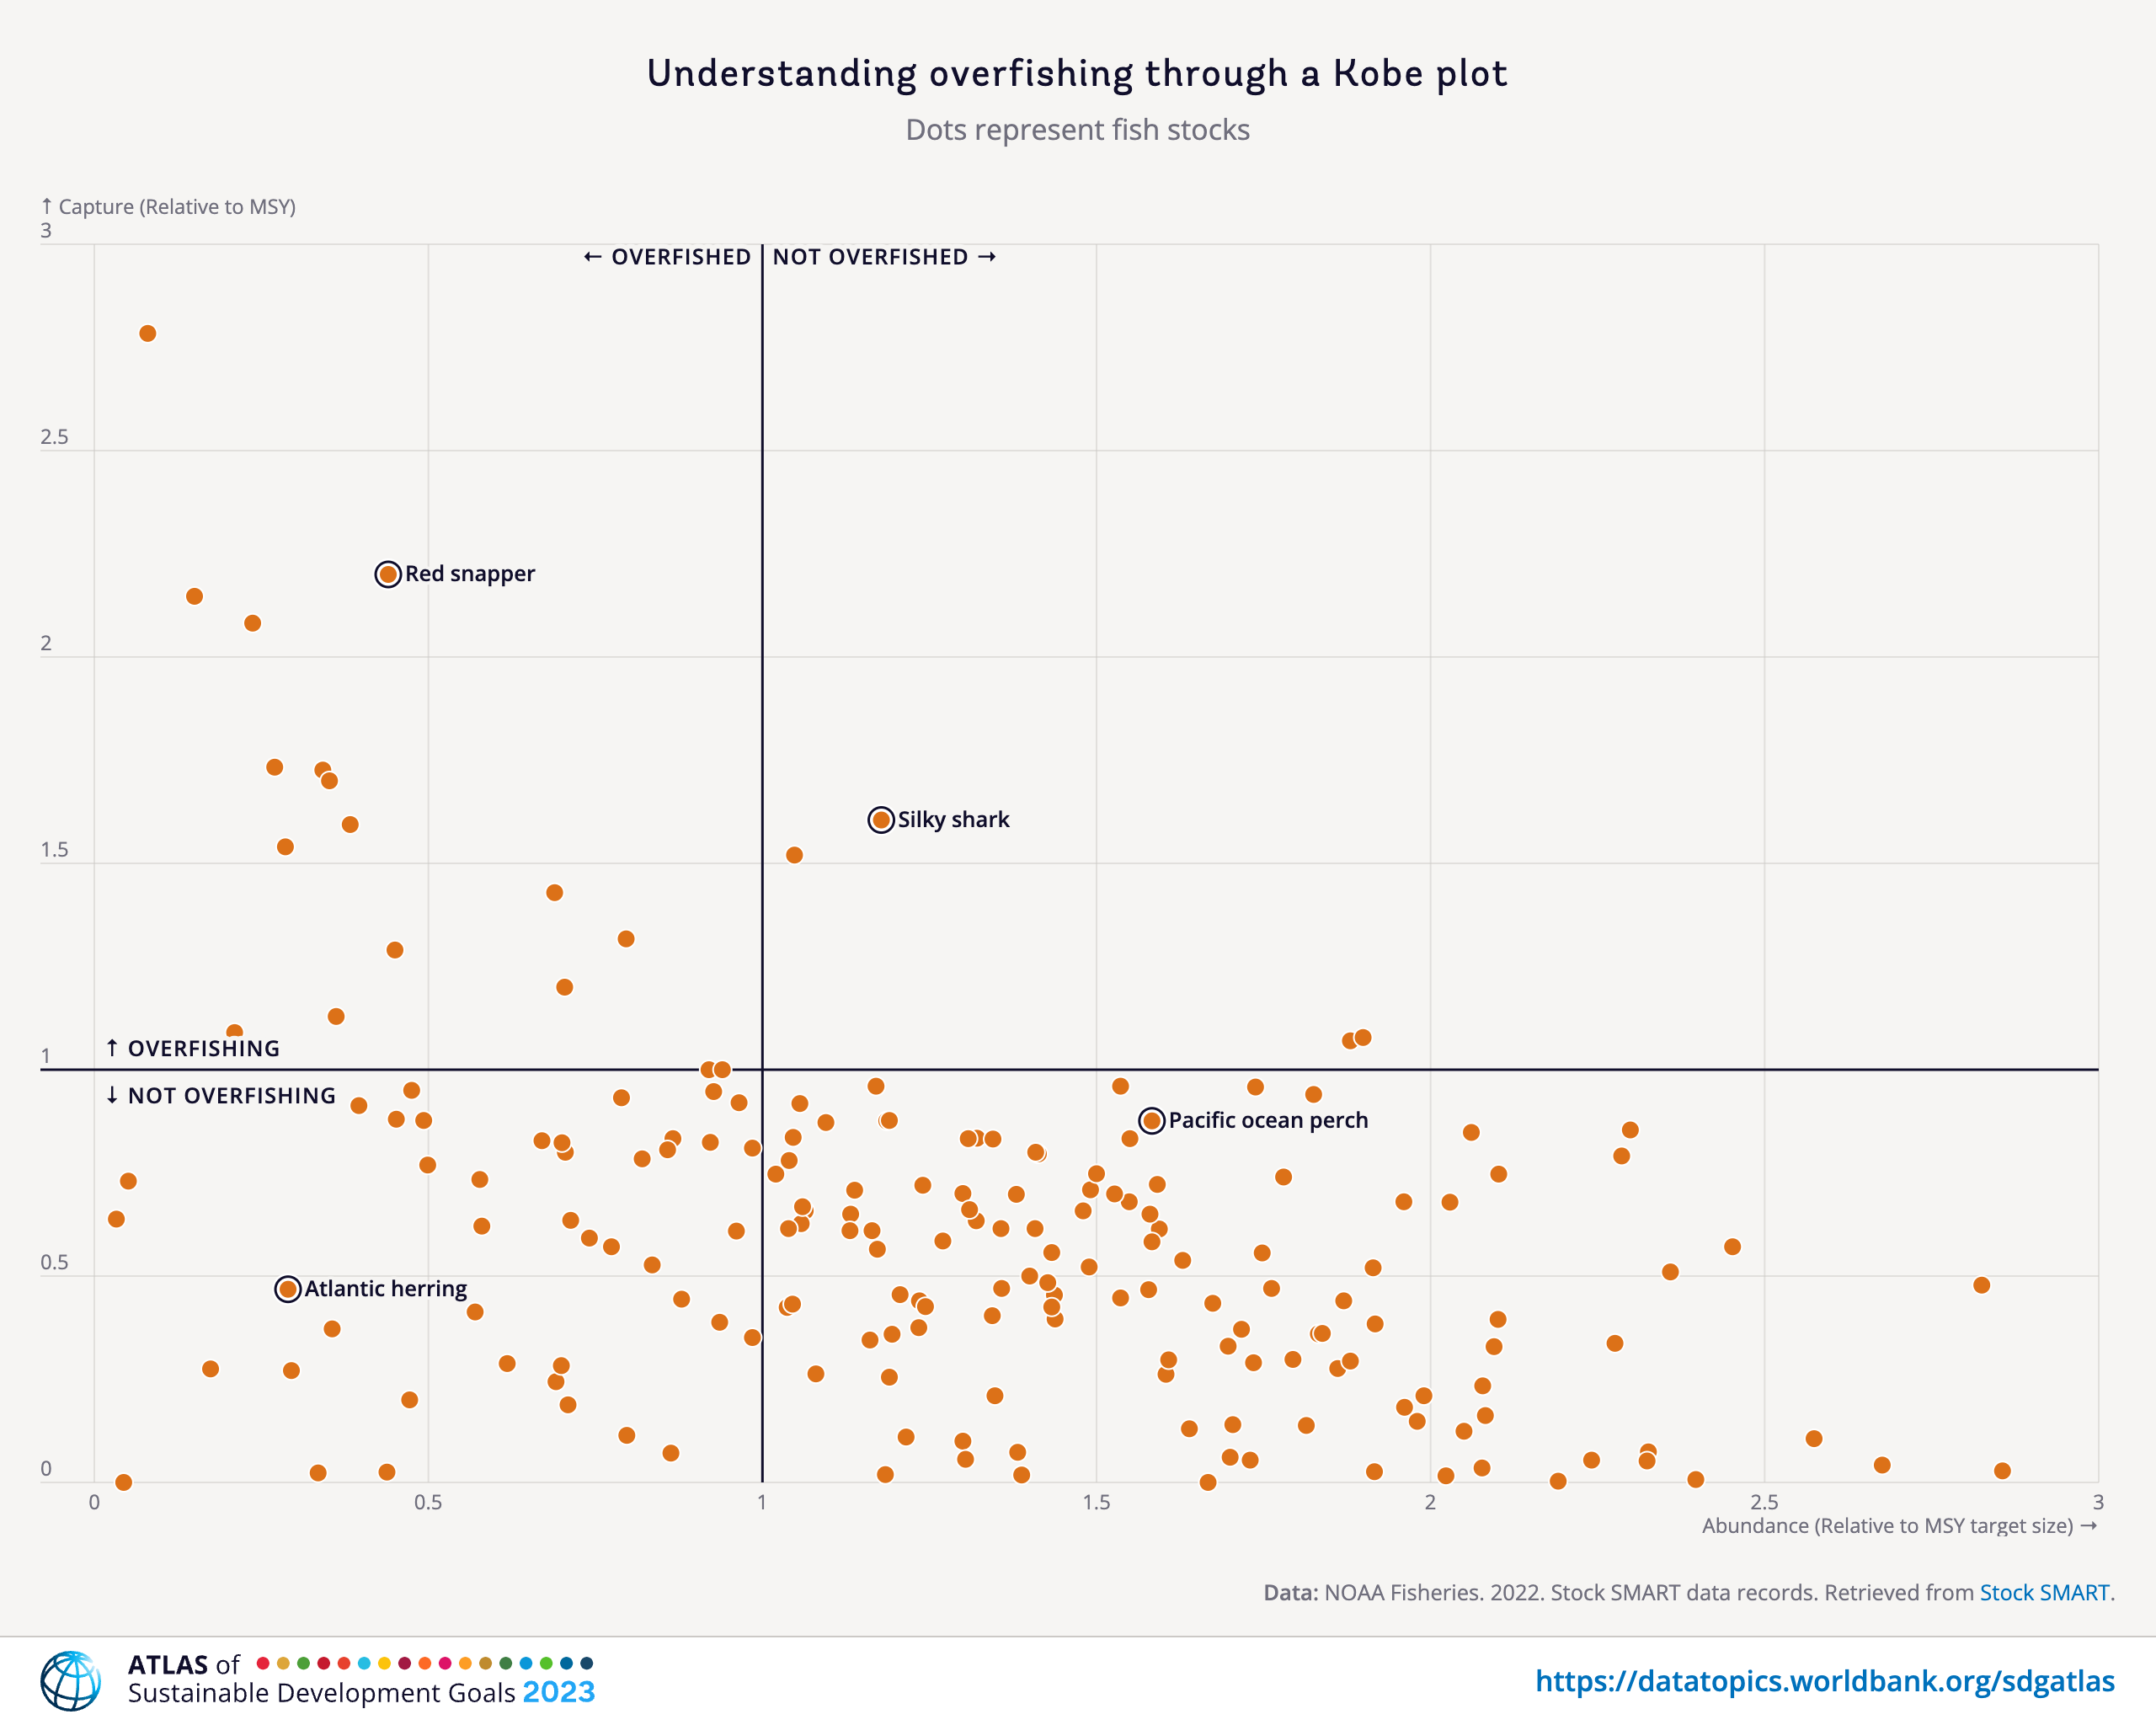 Understanding overfishing through a Kobe plot
Dots represent fish stocks
↑ Capture (Relative to MSY)
3
← OVERFISHED NOT OVERFISHED →
2.5
Red snapper
2
Silky shark
1.5
↑ OVERFISHING
1
↓ NOT OVERFISHING
Pacific ocean perch
0.5
Atlantic herring
0
0 0.5 1 1.5 2 2.5 3
Abundance (Relative to MSY target size) →
Data: NOAA Fisheries. 2022. Stock SMART data records. Retrieved from Stock SMART.
ATLAS of
Sustainable Development Goals 2023
https://datatopics.worldbank.org/sdgatlas